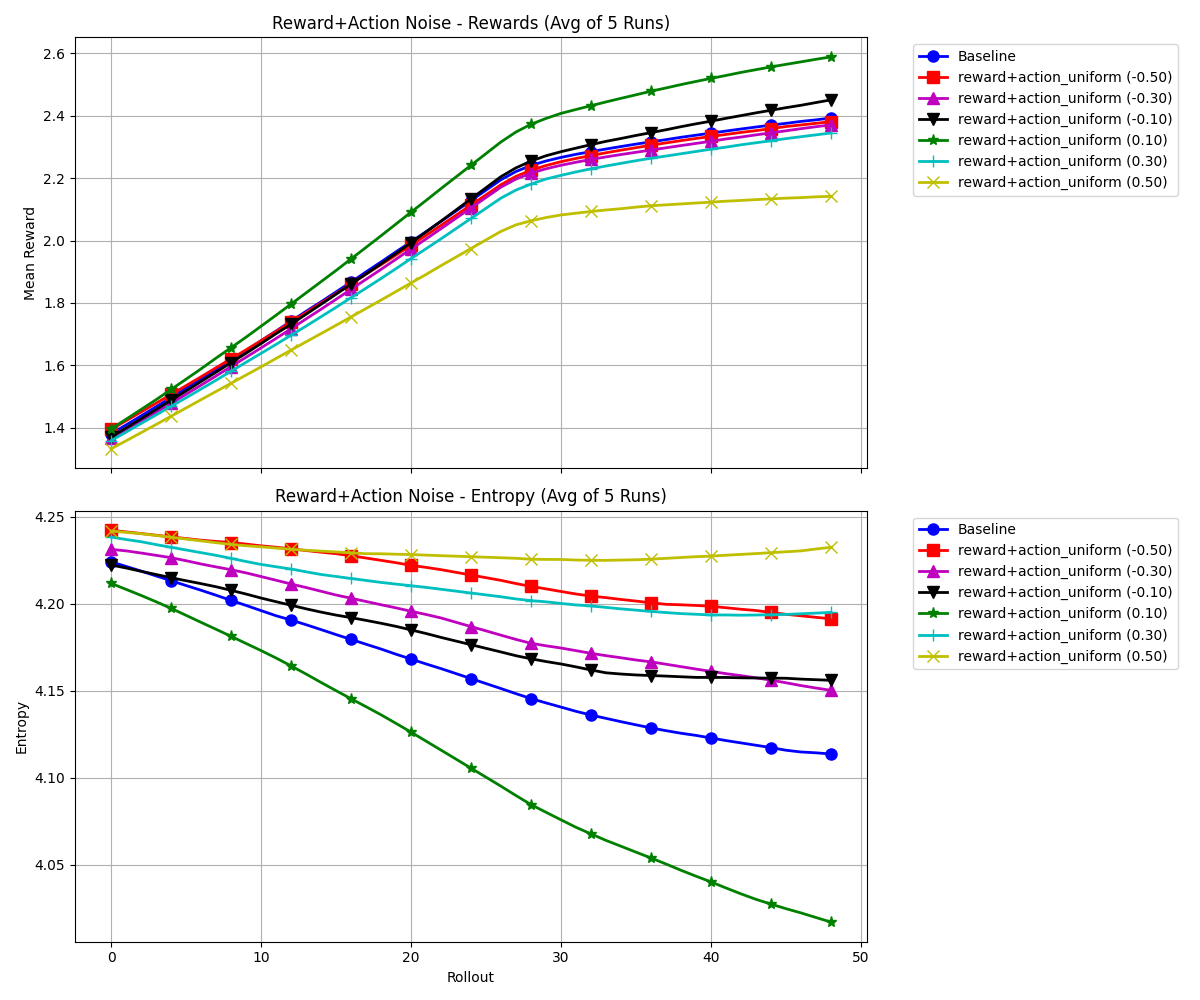 Reward+Action Noise - Rewards (Avg of 5 Runs)
2.6
2.4
2.2
2.0
1.8
1.6
1.4
Mean Reward
Baseline
reward+action_uniform (-0.50)
reward+action_uniform (-0.30)
reward+action_uniform (-0.10)
reward+action_uniform (0.10)
reward+action_uniform (0.30)
reward+action_uniform (0.50)
Reward+Action Noise - Entropy (Avg of 5 Runs)
4.25
4.20
4.15
4.10
4.05
Entropy
0 10 20 30 40 50
Rollout
Baseline
reward+action_uniform (-0.50)
reward+action_uniform (-0.30)
reward+action_uniform (-0.10)
reward+action_uniform (0.10)
reward+action_uniform (0.30)
reward+action_uniform (0.50)